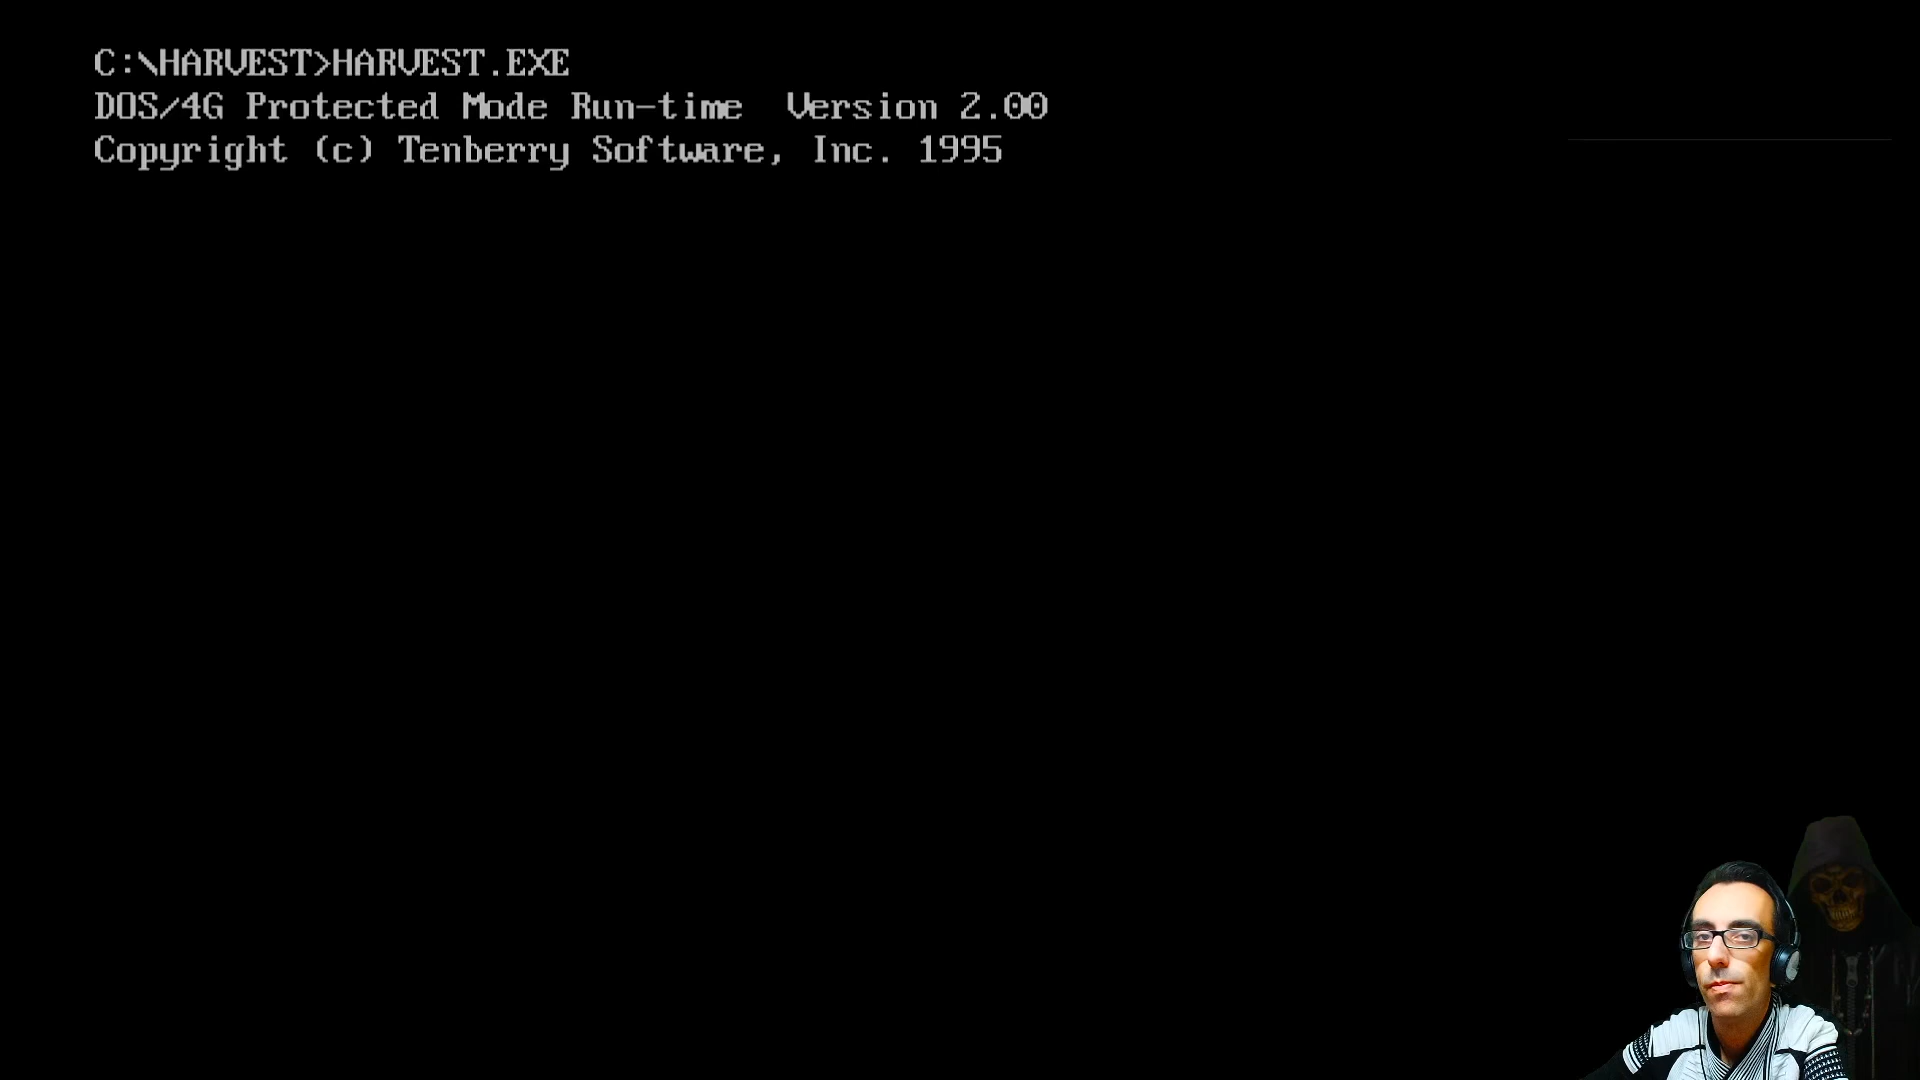 C:\HARVEST>HARVEST.EXE
DOS/4G Protected Mode Run-time  Version 2.00
Copyright (c) Tenberry Software, Inc. 1995